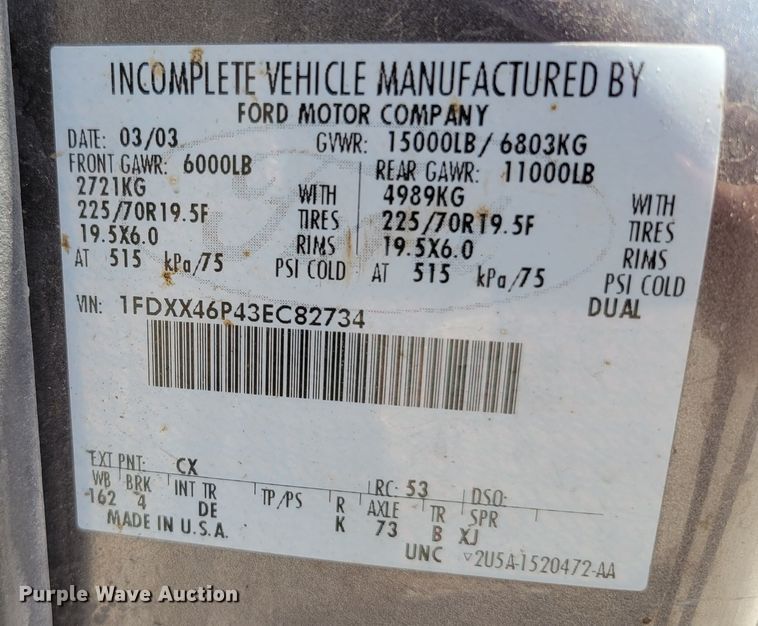 INCOMPLETE VEHICLE MANUFACTURED BY
FORD MOTOR COMPANY
DATE: 03/03 GVWR: 15000LB / 6803KG
FRONT GAWR: 6000LB REAR GAWR: 11000LB
2721KG WITH 4989KG WITH
225/70R19.5F TIRES 225/70R19.5F TIRES
19.5X6.0 RIMS 19.5X6.0 RIMS
AT 515 kPa/75 PSI COLD AT 515 kPa/75 PSI COLD
DUAL
VIN: 1FDXX46P43EC82734
EXT PNT: CX RC: 53 DSO:
WB BRK INT TR TP/PS R AXLE TR SPR
162 4 DE K 73 B XJ
MADE IN U.S.A. UNC ▽2U5A-1520472-AA
Purple Wave Auction